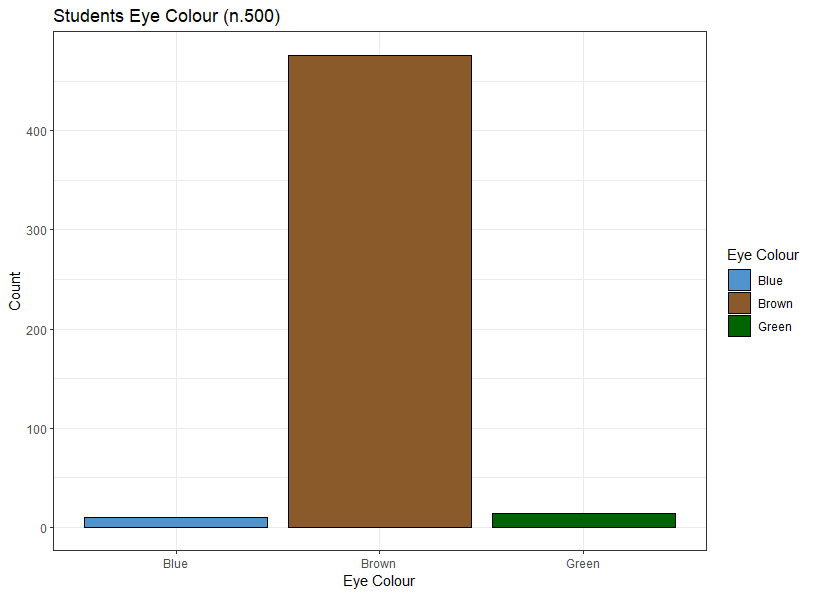 Students Eye Colour (n.500)
Count
400
300
200
100
0
Blue
Brown
Green
Eye Colour
Eye Colour
Blue
Brown
Green